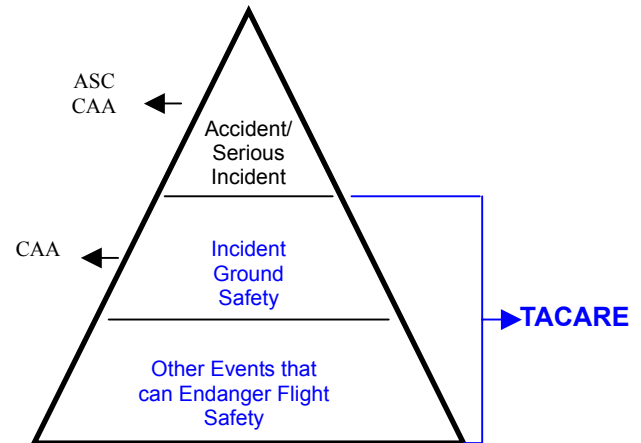 ASC
CAA
Accident/
Serious
Incident
CAA
Incident
Ground
Safety
TACARE
Other Events that
can Endanger Flight
Safety